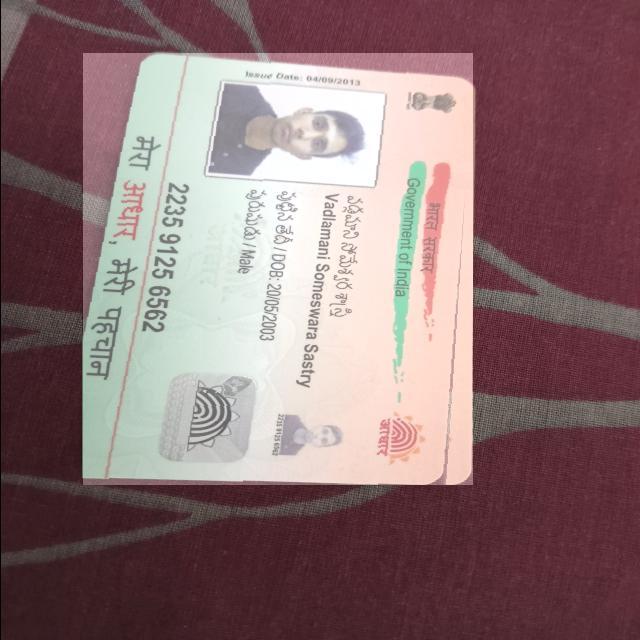 भारत सरकार
Government of India
Issue Date: 04/09/2013
వడ్లమాని సోమేశ్వర శాస్త్రి
Vadlamani Someswara Sastry
పుట్టిన తేదీ / DOB: 20/05/2003
పురుషుడు / Male
आधार
2235 9125 6562
2235 9125 6562
मेरा आधार, मेरी पहचान